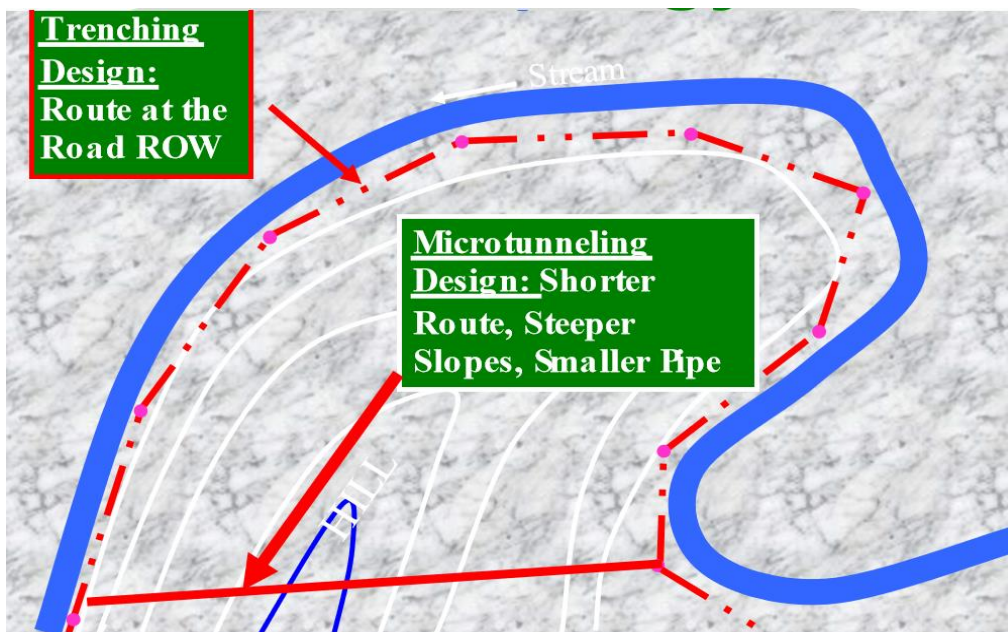 Trenching
Design:
Route at the
Road ROW
Stream
Microtunneling
Design: Shorter
Route, Steeper
Slopes, Smaller Pipe
HILL